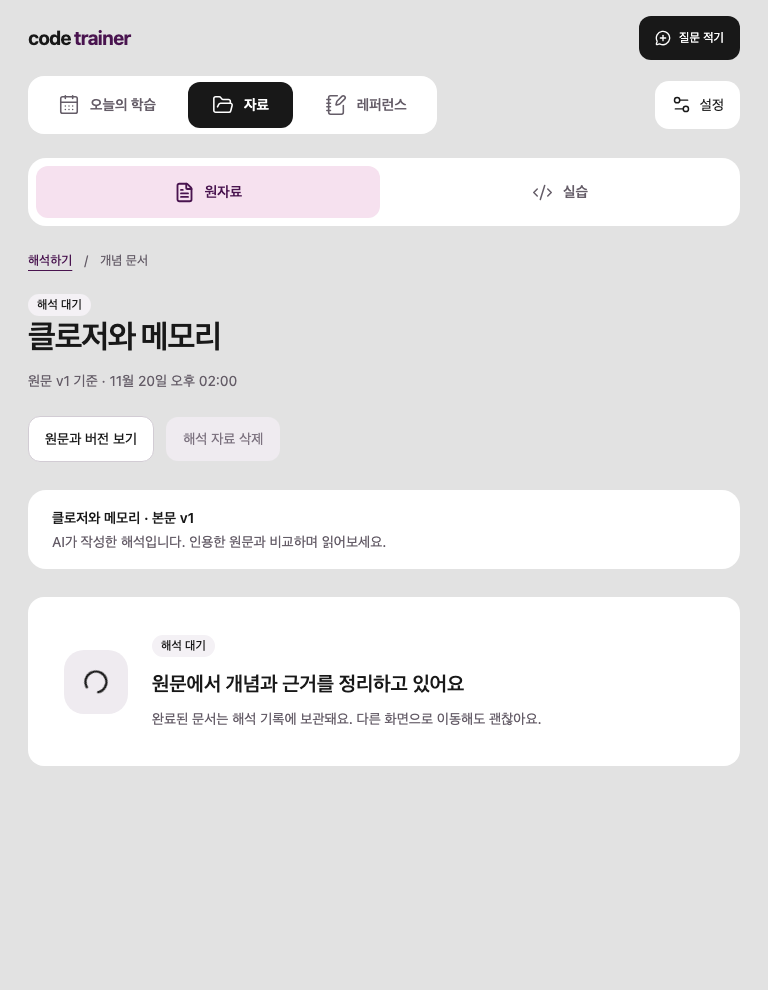 code trainer
질문 적기
오늘의 학습
자료
레퍼런스
설정
원자료
실습
해석하기 / 개념 문서
해석 대기
클로저와 메모리
원문 v1 기준 · 11월 20일 오후 02:00
원문과 버전 보기
해석 자료 삭제
클로저와 메모리 · 본문 v1
AI가 작성한 해석입니다. 인용한 원문과 비교하며 읽어보세요.
해석 대기
원문에서 개념과 근거를 정리하고 있어요
완료된 문서는 해석 기록에 보관돼요. 다른 화면으로 이동해도 괜찮아요.